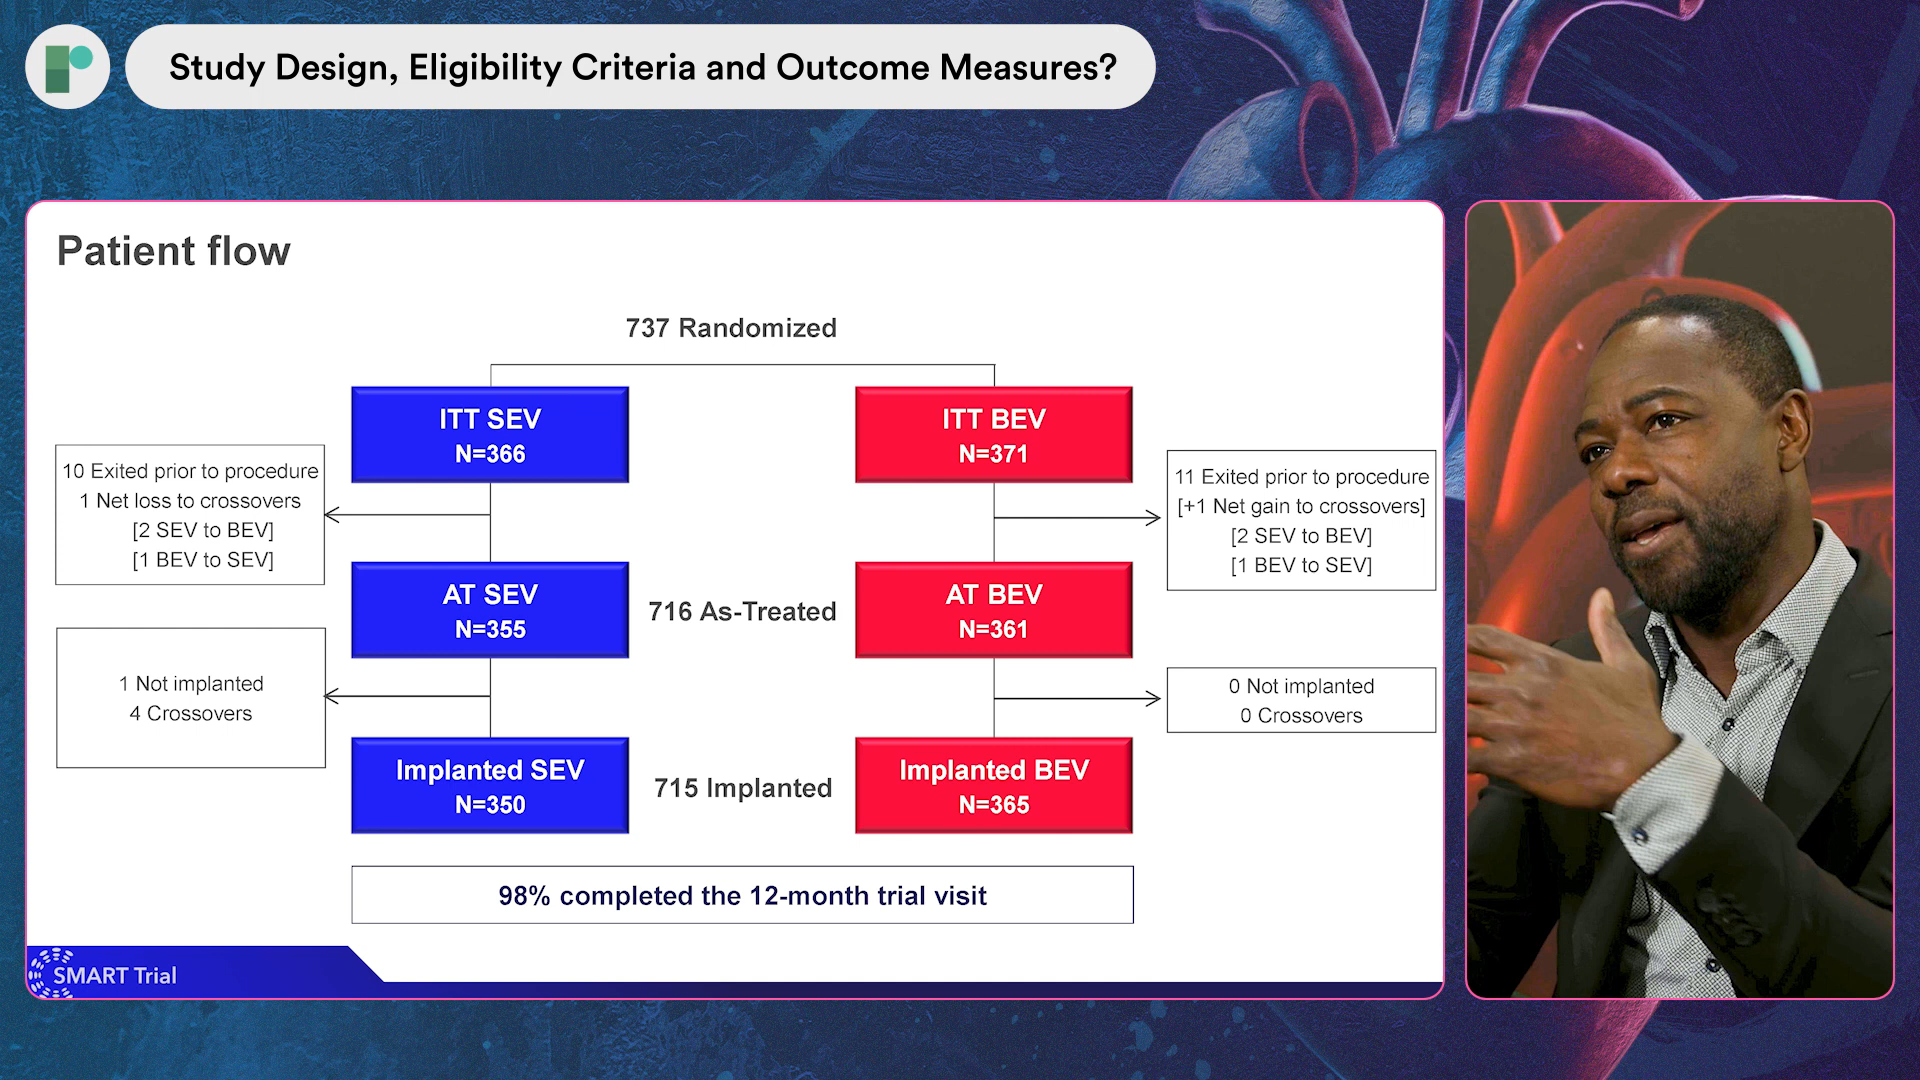 Study Design, Eligibility Criteria and Outcome Measures?
Patient flow
737 Randomized
ITT SEV
N=366
ITT BEV
N=371
10 Exited prior to procedure
1 Net loss to crossovers
[2 SEV to BEV]
[1 BEV to SEV]
11 Exited prior to procedure
[+1 Net gain to crossovers]
[2 SEV to BEV]
[1 BEV to SEV]
AT SEV
N=355
716 As-Treated
AT BEV
N=361
1 Not implanted
4 Crossovers
0 Not implanted
0 Crossovers
Implanted SEV
N=350
715 Implanted
Implanted BEV
N=365
98% completed the 12-month trial visit
SMART Trial